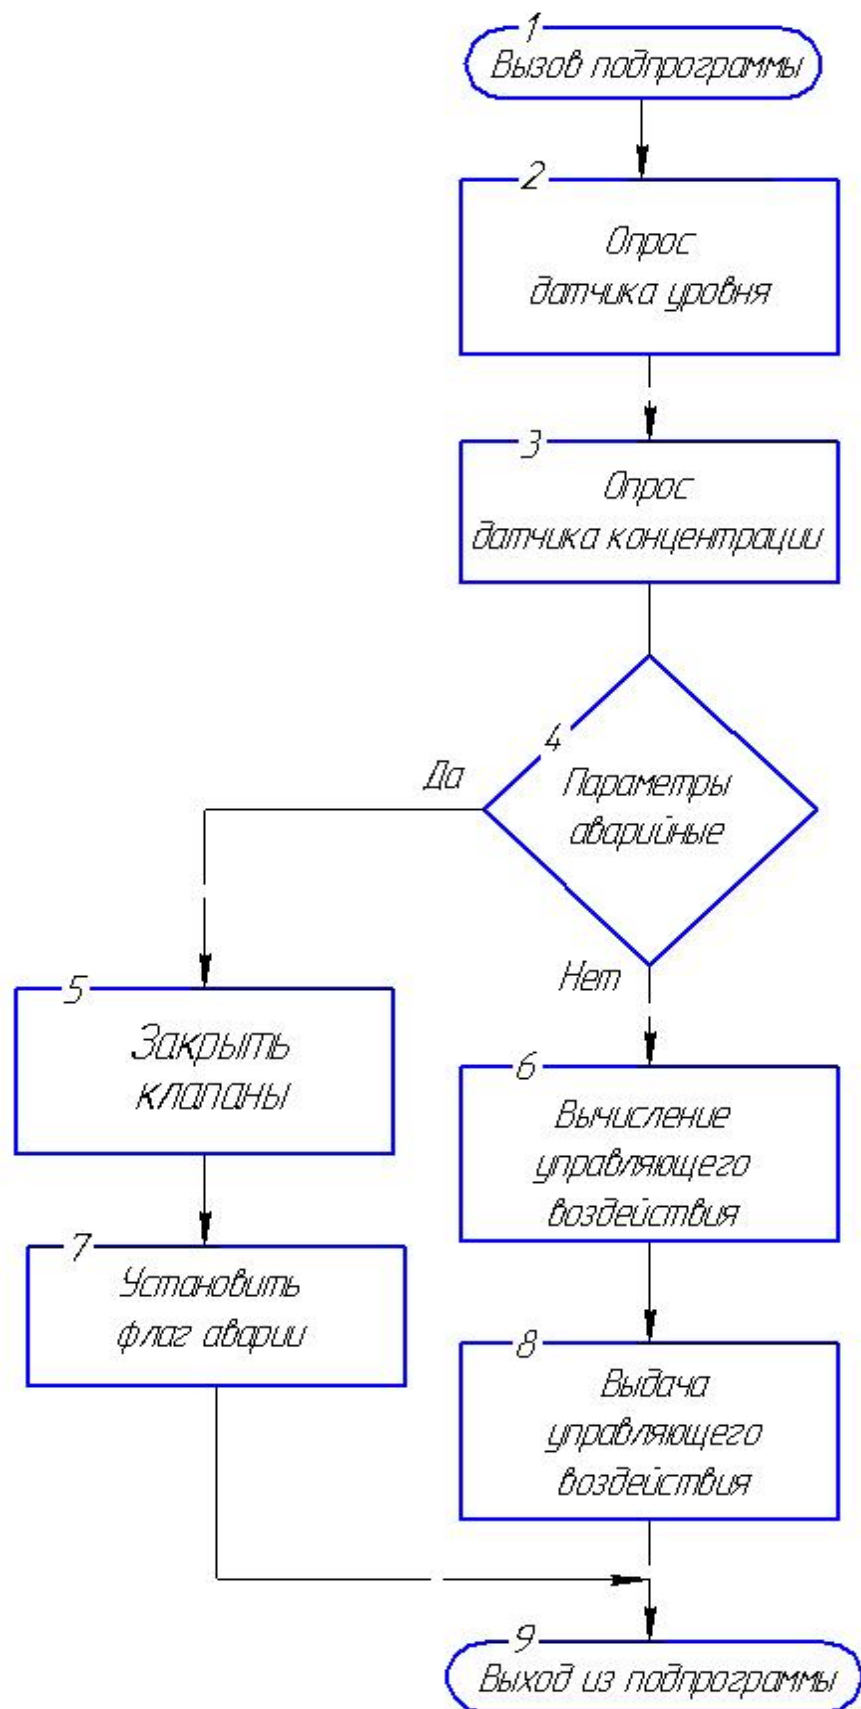 1
Вызов подпрограммы
2
Опрос
датчика уровня
3
Опрос
датчика концентрации
4
Параметры
аварийные
Да
Нет
5
Закрыть
клапаны
6
Вычисление
управляющего
воздействия
7
Установить
флаг аварии
8
Выдача
управляющего
воздействия
9
Выход из подпрограммы